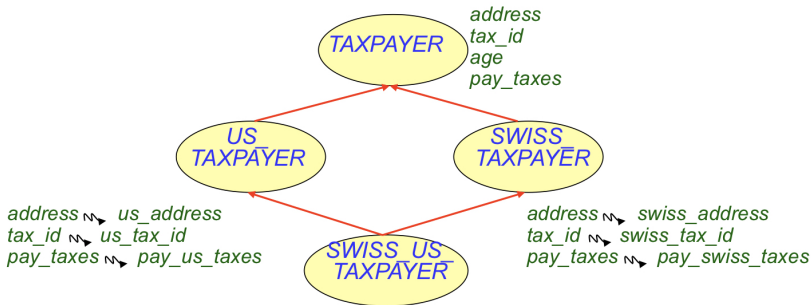 TAXPAYER
address
tax_id
age
pay_taxes
US_
TAXPAYER
SWISS_
TAXPAYER
address us_address
tax_id us_tax_id
pay_taxes pay_us_taxes
address swiss_address
tax_id swiss_tax_id
pay_taxes pay_swiss_taxes
SWISS_US_
TAXPAYER